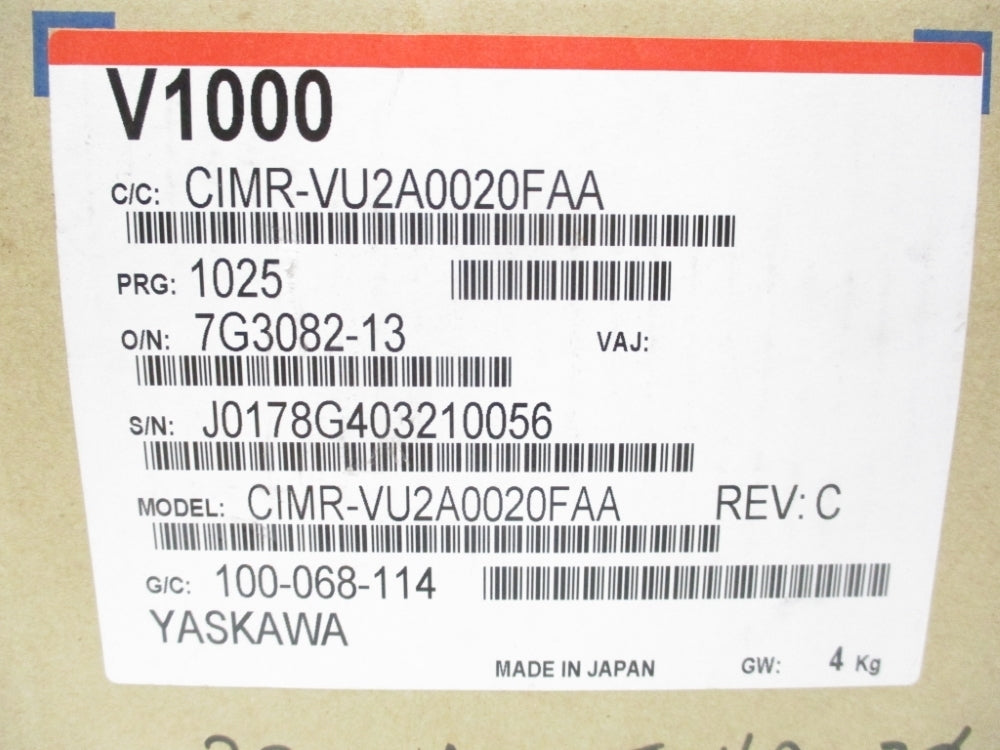 V1000
C/C: CIMR-VU2A0020FAA
PRG: 1025
O/N: 7G3082-13 VAJ:
S/N: J0178G403210056
MODEL: CIMR-VU2A0020FAA REV: C
G/C: 100-068-114
YASKAWA
MADE IN JAPAN GW: 4 Kg